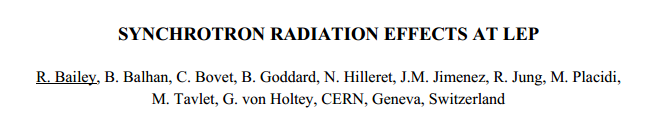 SYNCHROTRON RADIATION EFFECTS AT LEP
R. Bailey, B. Balhan, C. Bovet, B. Goddard, N. Hilleret, J.M. Jimenez, R. Jung, M. Placidi,
M. Tavlet, G. von Holtey, CERN, Geneva, Switzerland